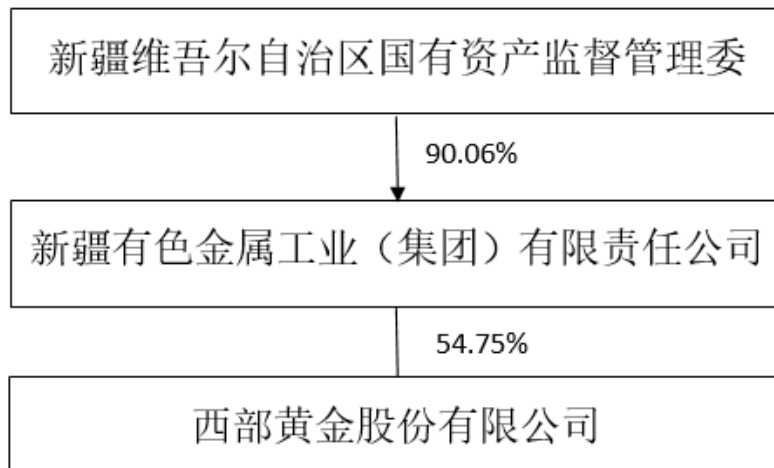 新疆维吾尔自治区国有资产监督管理委
90.06%
新疆有色金属工业（集团）有限责任公司
54.75%
西部黄金股份有限公司